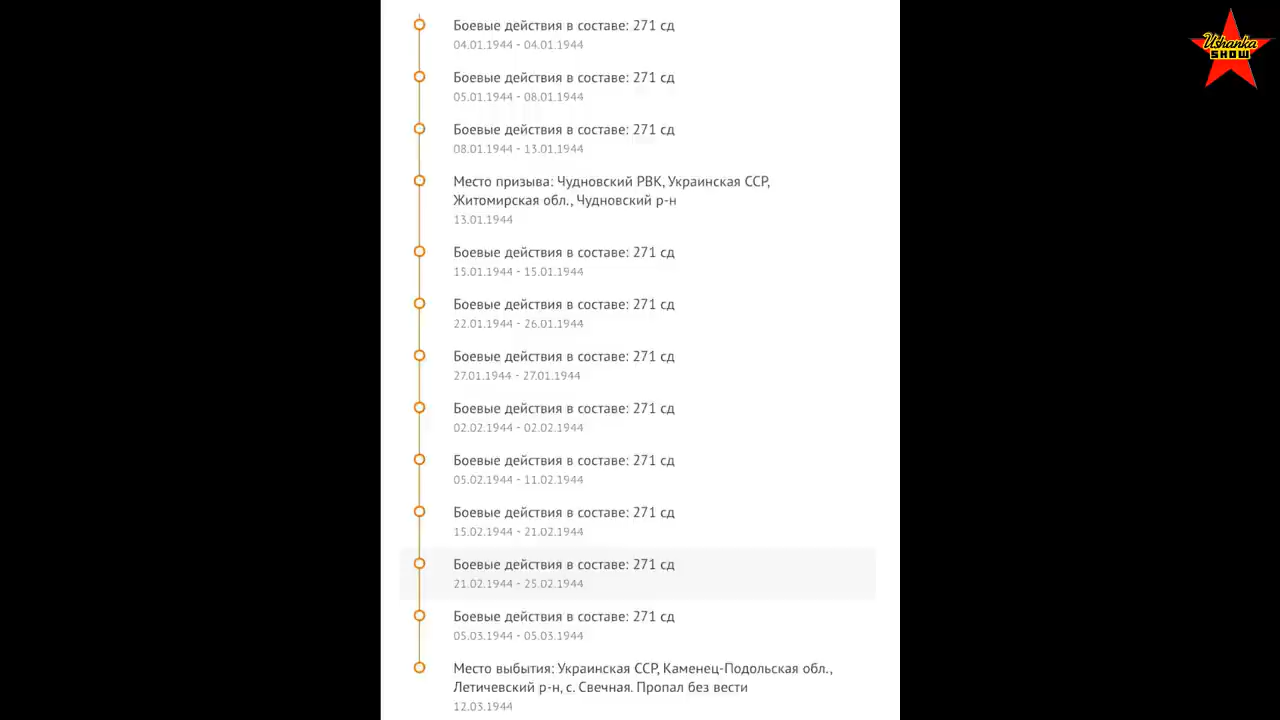 Боевые действия в составе: 271 сд
04.01.1944 - 04.01.1944
Боевые действия в составе: 271 сд
05.01.1944 - 08.01.1944
Боевые действия в составе: 271 сд
08.01.1944 - 13.01.1944
Место призыва: Чудновский РВК, Украинская ССР,
Житомирская обл., Чудновский р-н
13.01.1944
Боевые действия в составе: 271 сд
15.01.1944 - 15.01.1944
Боевые действия в составе: 271 сд
22.01.1944 - 26.01.1944
Боевые действия в составе: 271 сд
27.01.1944 - 27.01.1944
Боевые действия в составе: 271 сд
02.02.1944 - 02.02.1944
Боевые действия в составе: 271 сд
05.02.1944 - 11.02.1944
Боевые действия в составе: 271 сд
15.02.1944 - 21.02.1944
Боевые действия в составе: 271 сд
21.02.1944 - 25.02.1944
Боевые действия в составе: 271 сд
05.03.1944 - 05.03.1944
Место выбытия: Украинская ССР, Каменец-Подольская обл.,
Летичевский р-н, с. Свечная. Пропал без вести
12.03.1944
Ushanka
SHOW